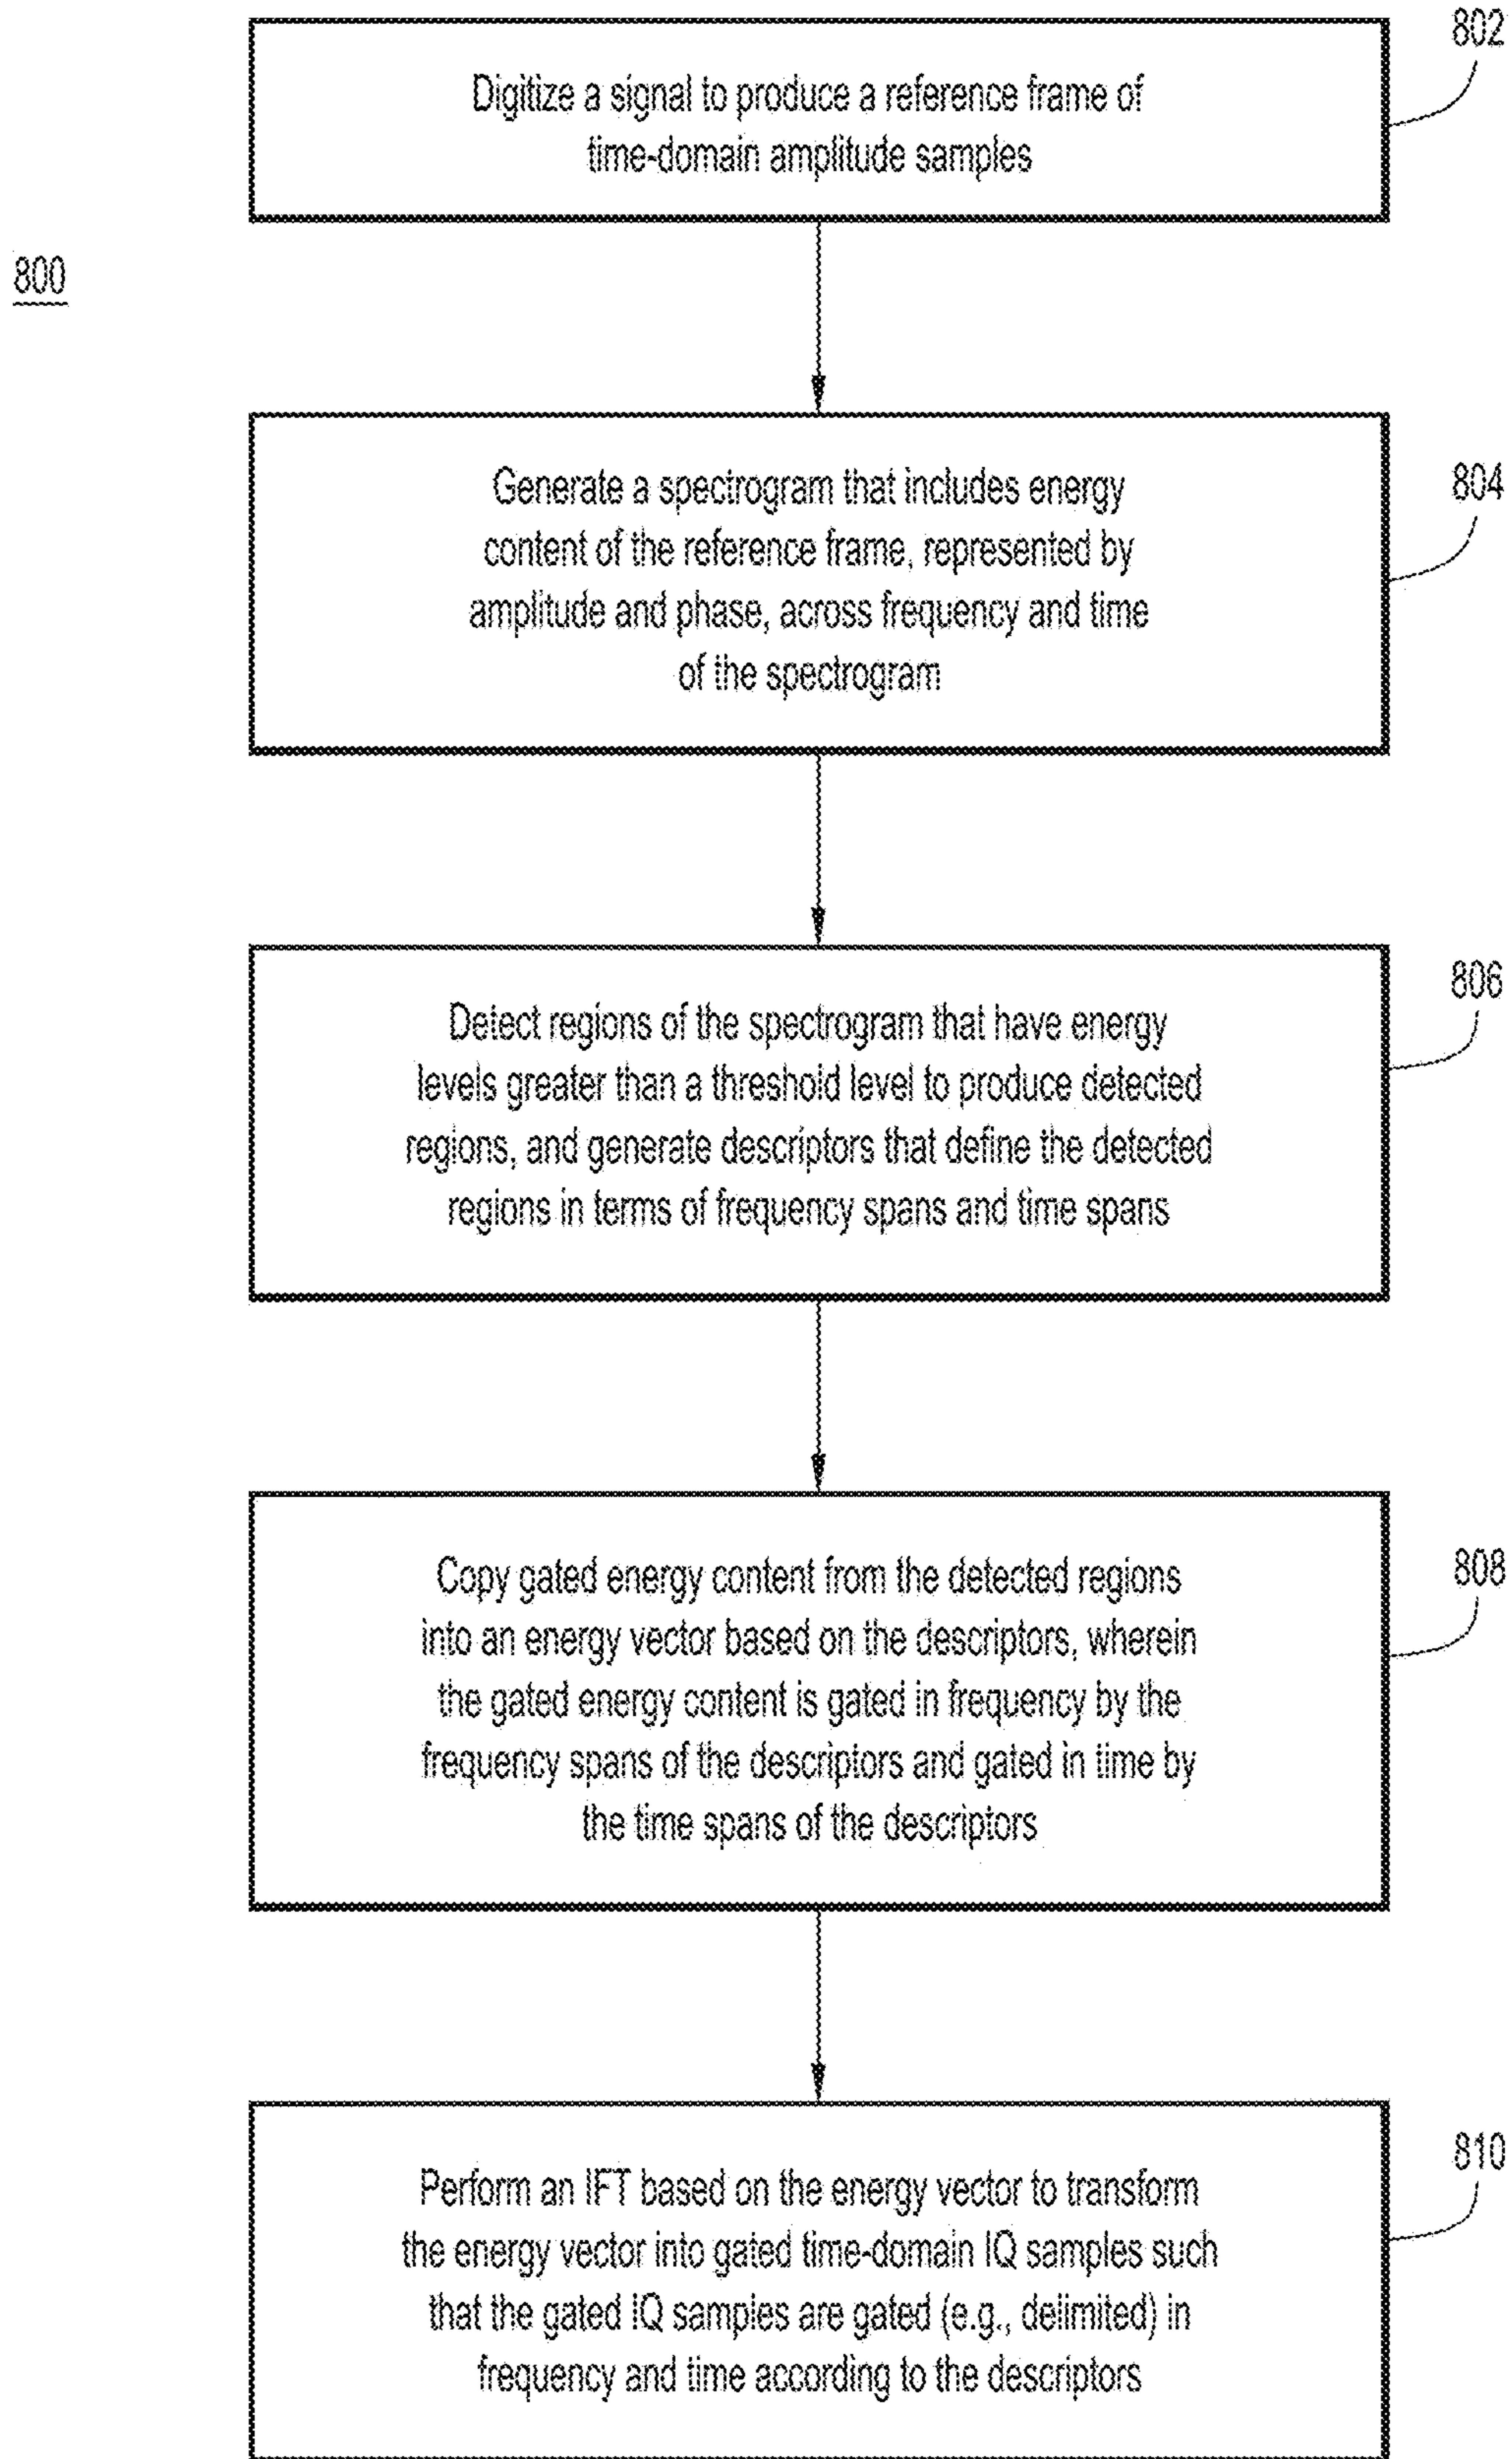 802
Digitize a signal to produce a reference frame of
time-domain amplitude samples
800
804
Generate a spectrogram that includes energy
content of the reference frame, represented by
amplitude and phase, across frequency and time
of the spectrogram
806
Detect regions of the spectrogram that have energy
levels greater than a threshold level to produce detected
regions, and generate descriptors that define the detected
regions in terms of frequency spans and time spans
808
Copy gated energy content from the detected regions
into an energy vector based on the descriptors, wherein
the gated energy content is gated in frequency by the
frequency spans of the descriptors and gated in time by
the time spans of the descriptors
810
Perform an IFT based on the energy vector to transform
the energy vector into gated time-domain IQ samples such
that the gated IQ samples are gated (e.g., delimited) in
frequency and time according to the descriptors